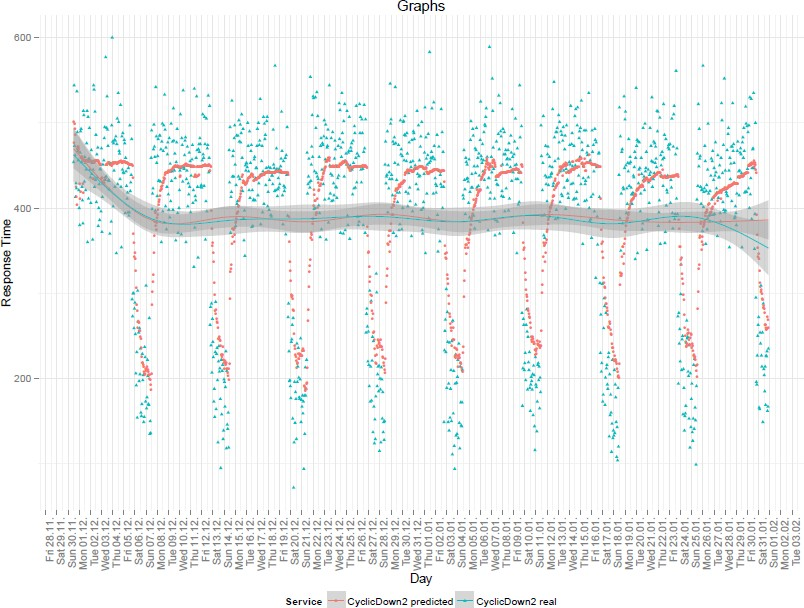 Graphs
600
400
200
Response Time
Fri 28.11.
Sat 29.11.
Sun 30.11.
Mon 01.12.
Tue 02.12.
Wed 03.12.
Thu 04.12.
Fri 05.12.
Sat 06.12.
Sun 07.12.
Mon 08.12.
Tue 09.12.
Wed 10.12.
Thu 11.12.
Fri 12.12.
Sat 13.12.
Sun 14.12.
Mon 15.12.
Tue 16.12.
Wed 17.12.
Thu 18.12.
Fri 19.12.
Sat 20.12.
Sun 21.12.
Mon 22.12.
Tue 23.12.
Wed 24.12.
Thu 25.12.
Fri 26.12.
Sat 27.12.
Sun 28.12.
Mon 29.12.
Tue 30.12.
Wed 31.12.
Thu 01.01.
Fri 02.01.
Sat 03.01.
Sun 04.01.
Mon 05.01.
Tue 06.01.
Wed 07.01.
Thu 08.01.
Fri 09.01.
Sat 10.01.
Sun 11.01.
Mon 12.01.
Tue 13.01.
Wed 14.01.
Thu 15.01.
Fri 16.01.
Sat 17.01.
Sun 18.01.
Mon 19.01.
Tue 20.01.
Wed 21.01.
Thu 22.01.
Fri 23.01.
Sat 24.01.
Sun 25.01.
Mon 26.01.
Tue 27.01.
Wed 28.01.
Thu 29.01.
Fri 30.01.
Sat 31.01.
Sun 01.02.
Mon 02.02.
Tue 03.02.
Day
Service CyclicDown2 predicted CyclicDown2 real